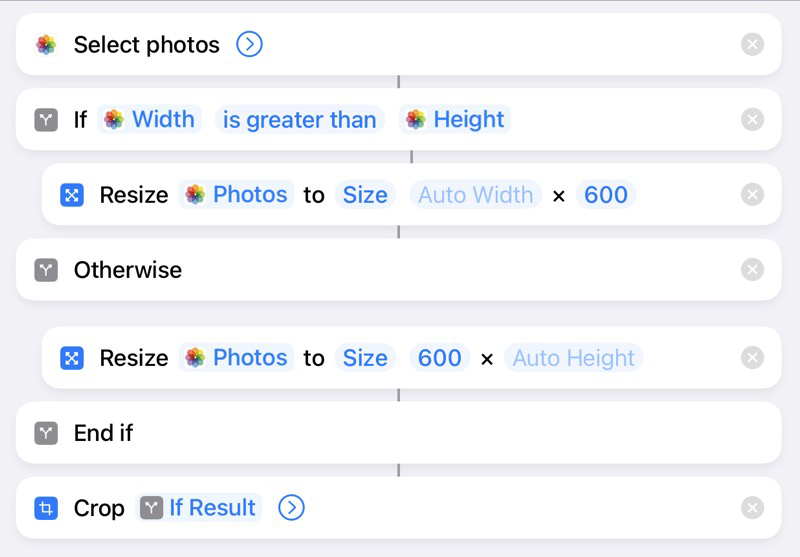 Select photos
If Width is greater than Height
Resize Photos to Size Auto Width × 600
Otherwise
Resize Photos to Size 600 × Auto Height
End if
Crop If Result